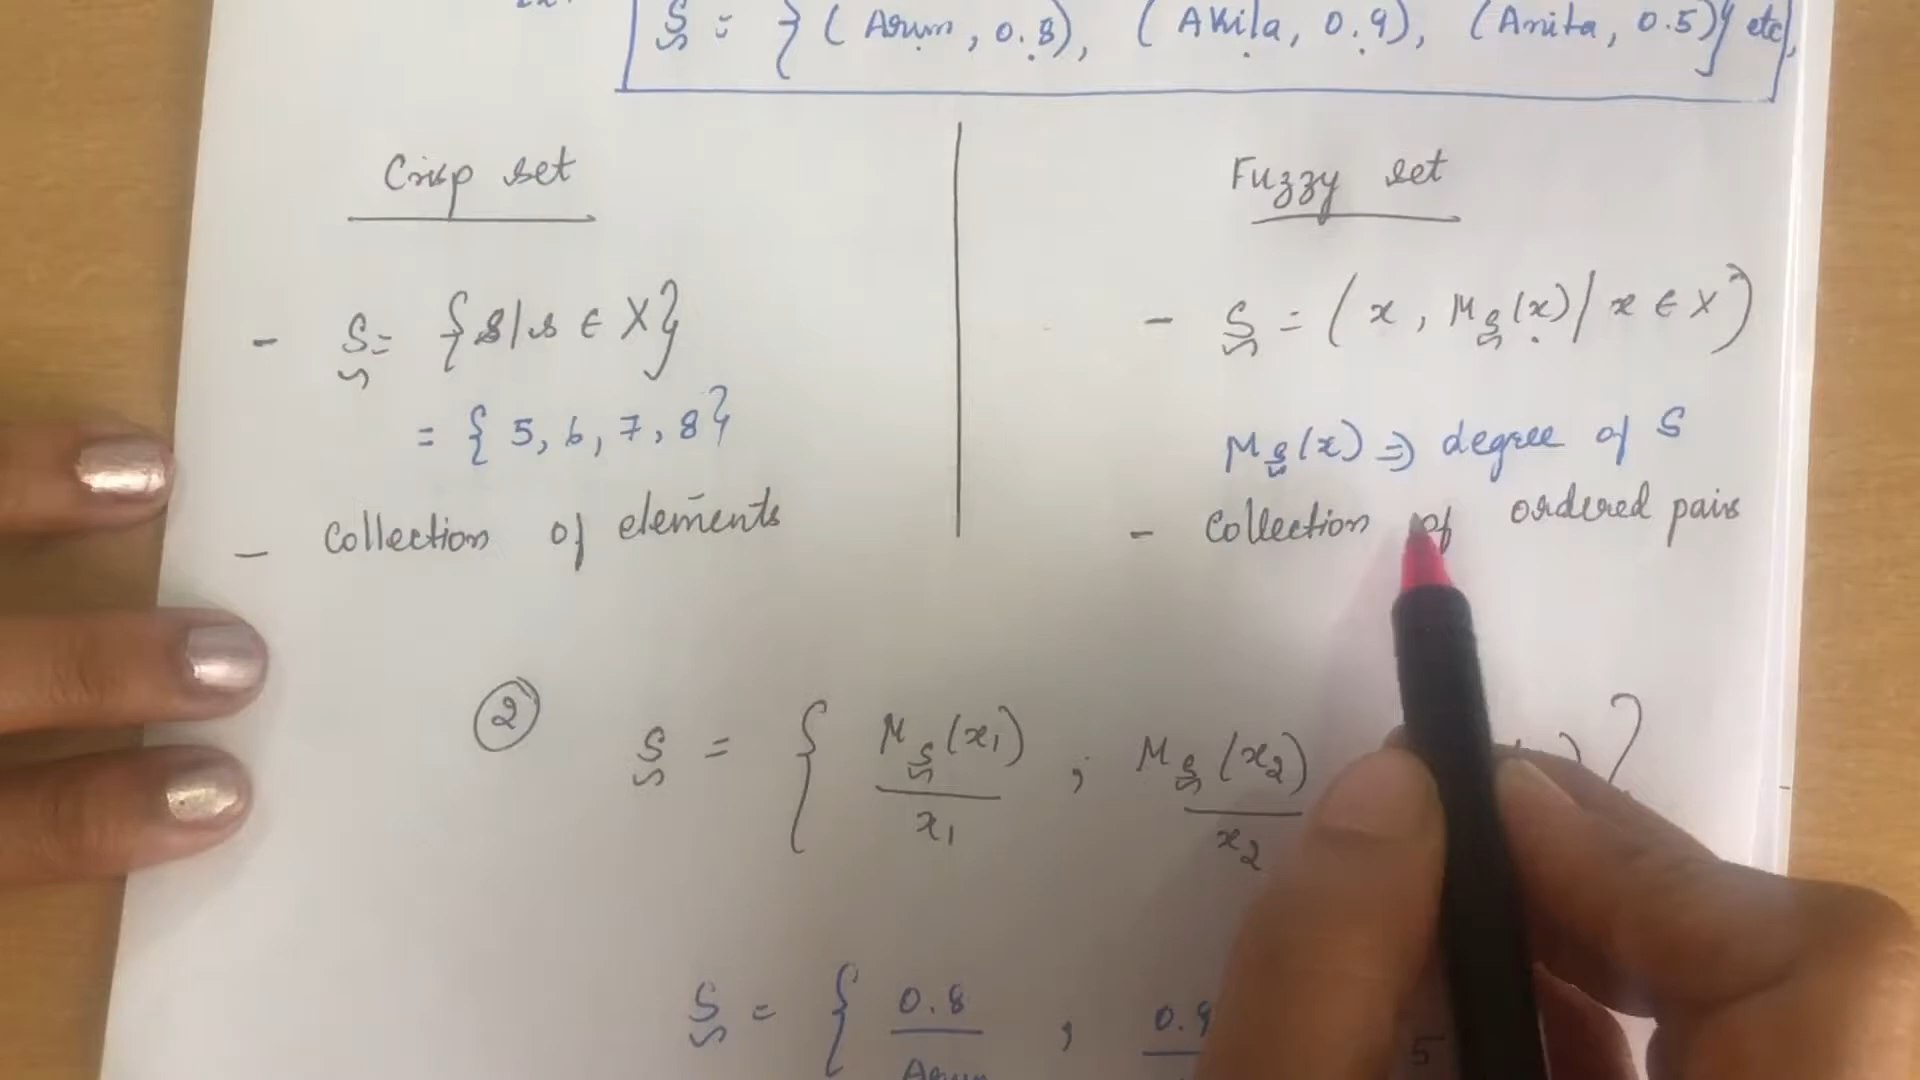 S̰ = {(Arun, 0.8), (Akila, 0.9), (Anita, 0.5)} etc.,
Crisp set
Fuzzy set
- S̰ = {s/s ∈ X}
= {5, 6, 7, 8}
- collection of elements
- S̰ = (x, μS̰(x)/x ∈ X)
μS̰(x) ⇒ degree of S
- collection of ordered pairs
② S̰ = { μS̰(x1)/x1 , μS̰(x2)/x2 }
S̰ = { 0.8/Arun , 0.9 5